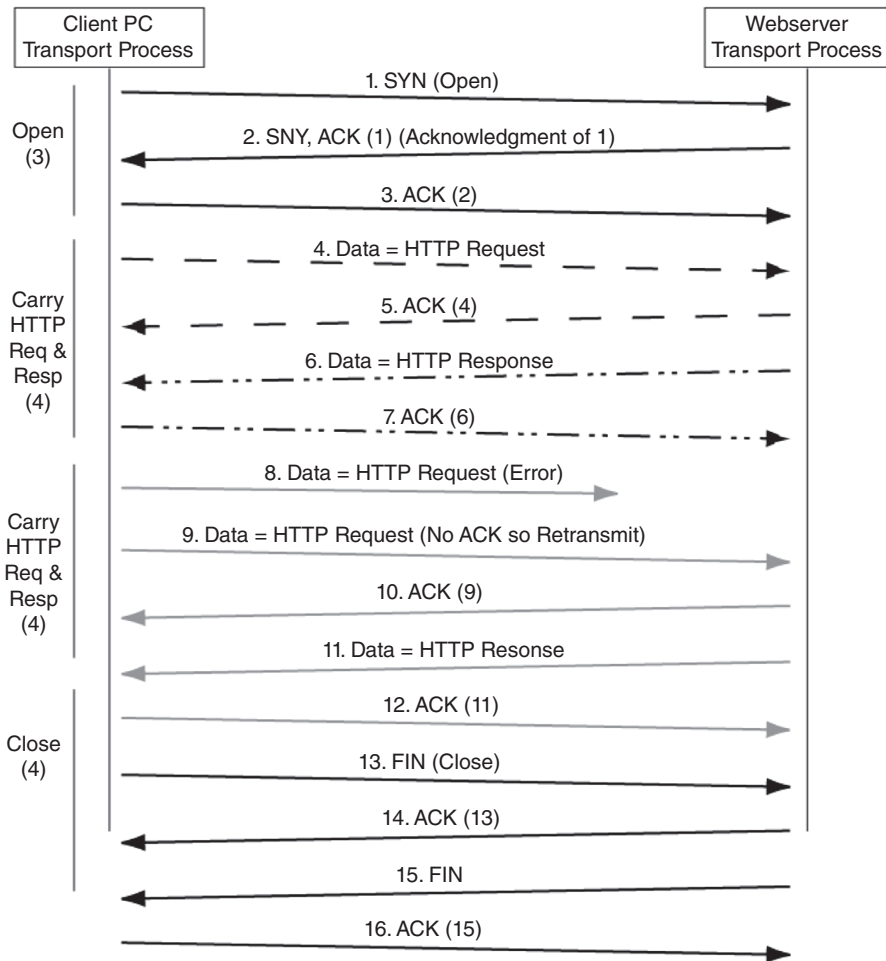 Client PC
Transport Process
Webserver
Transport Process
1. SYN (Open)
Open
(3)
2. SNY, ACK (1) (Acknowledgment of 1)
3. ACK (2)
4. Data = HTTP Request
Carry
HTTP
Req &
Resp
(4)
5. ACK (4)
6. Data = HTTP Response
7. ACK (6)
8. Data = HTTP Request (Error)
Carry
HTTP
Req &
Resp
(4)
9. Data = HTTP Request (No ACK so Retransmit)
10. ACK (9)
11. Data = HTTP Resonse
12. ACK (11)
Close
(4)
13. FIN (Close)
14. ACK (13)
15. FIN
16. ACK (15)